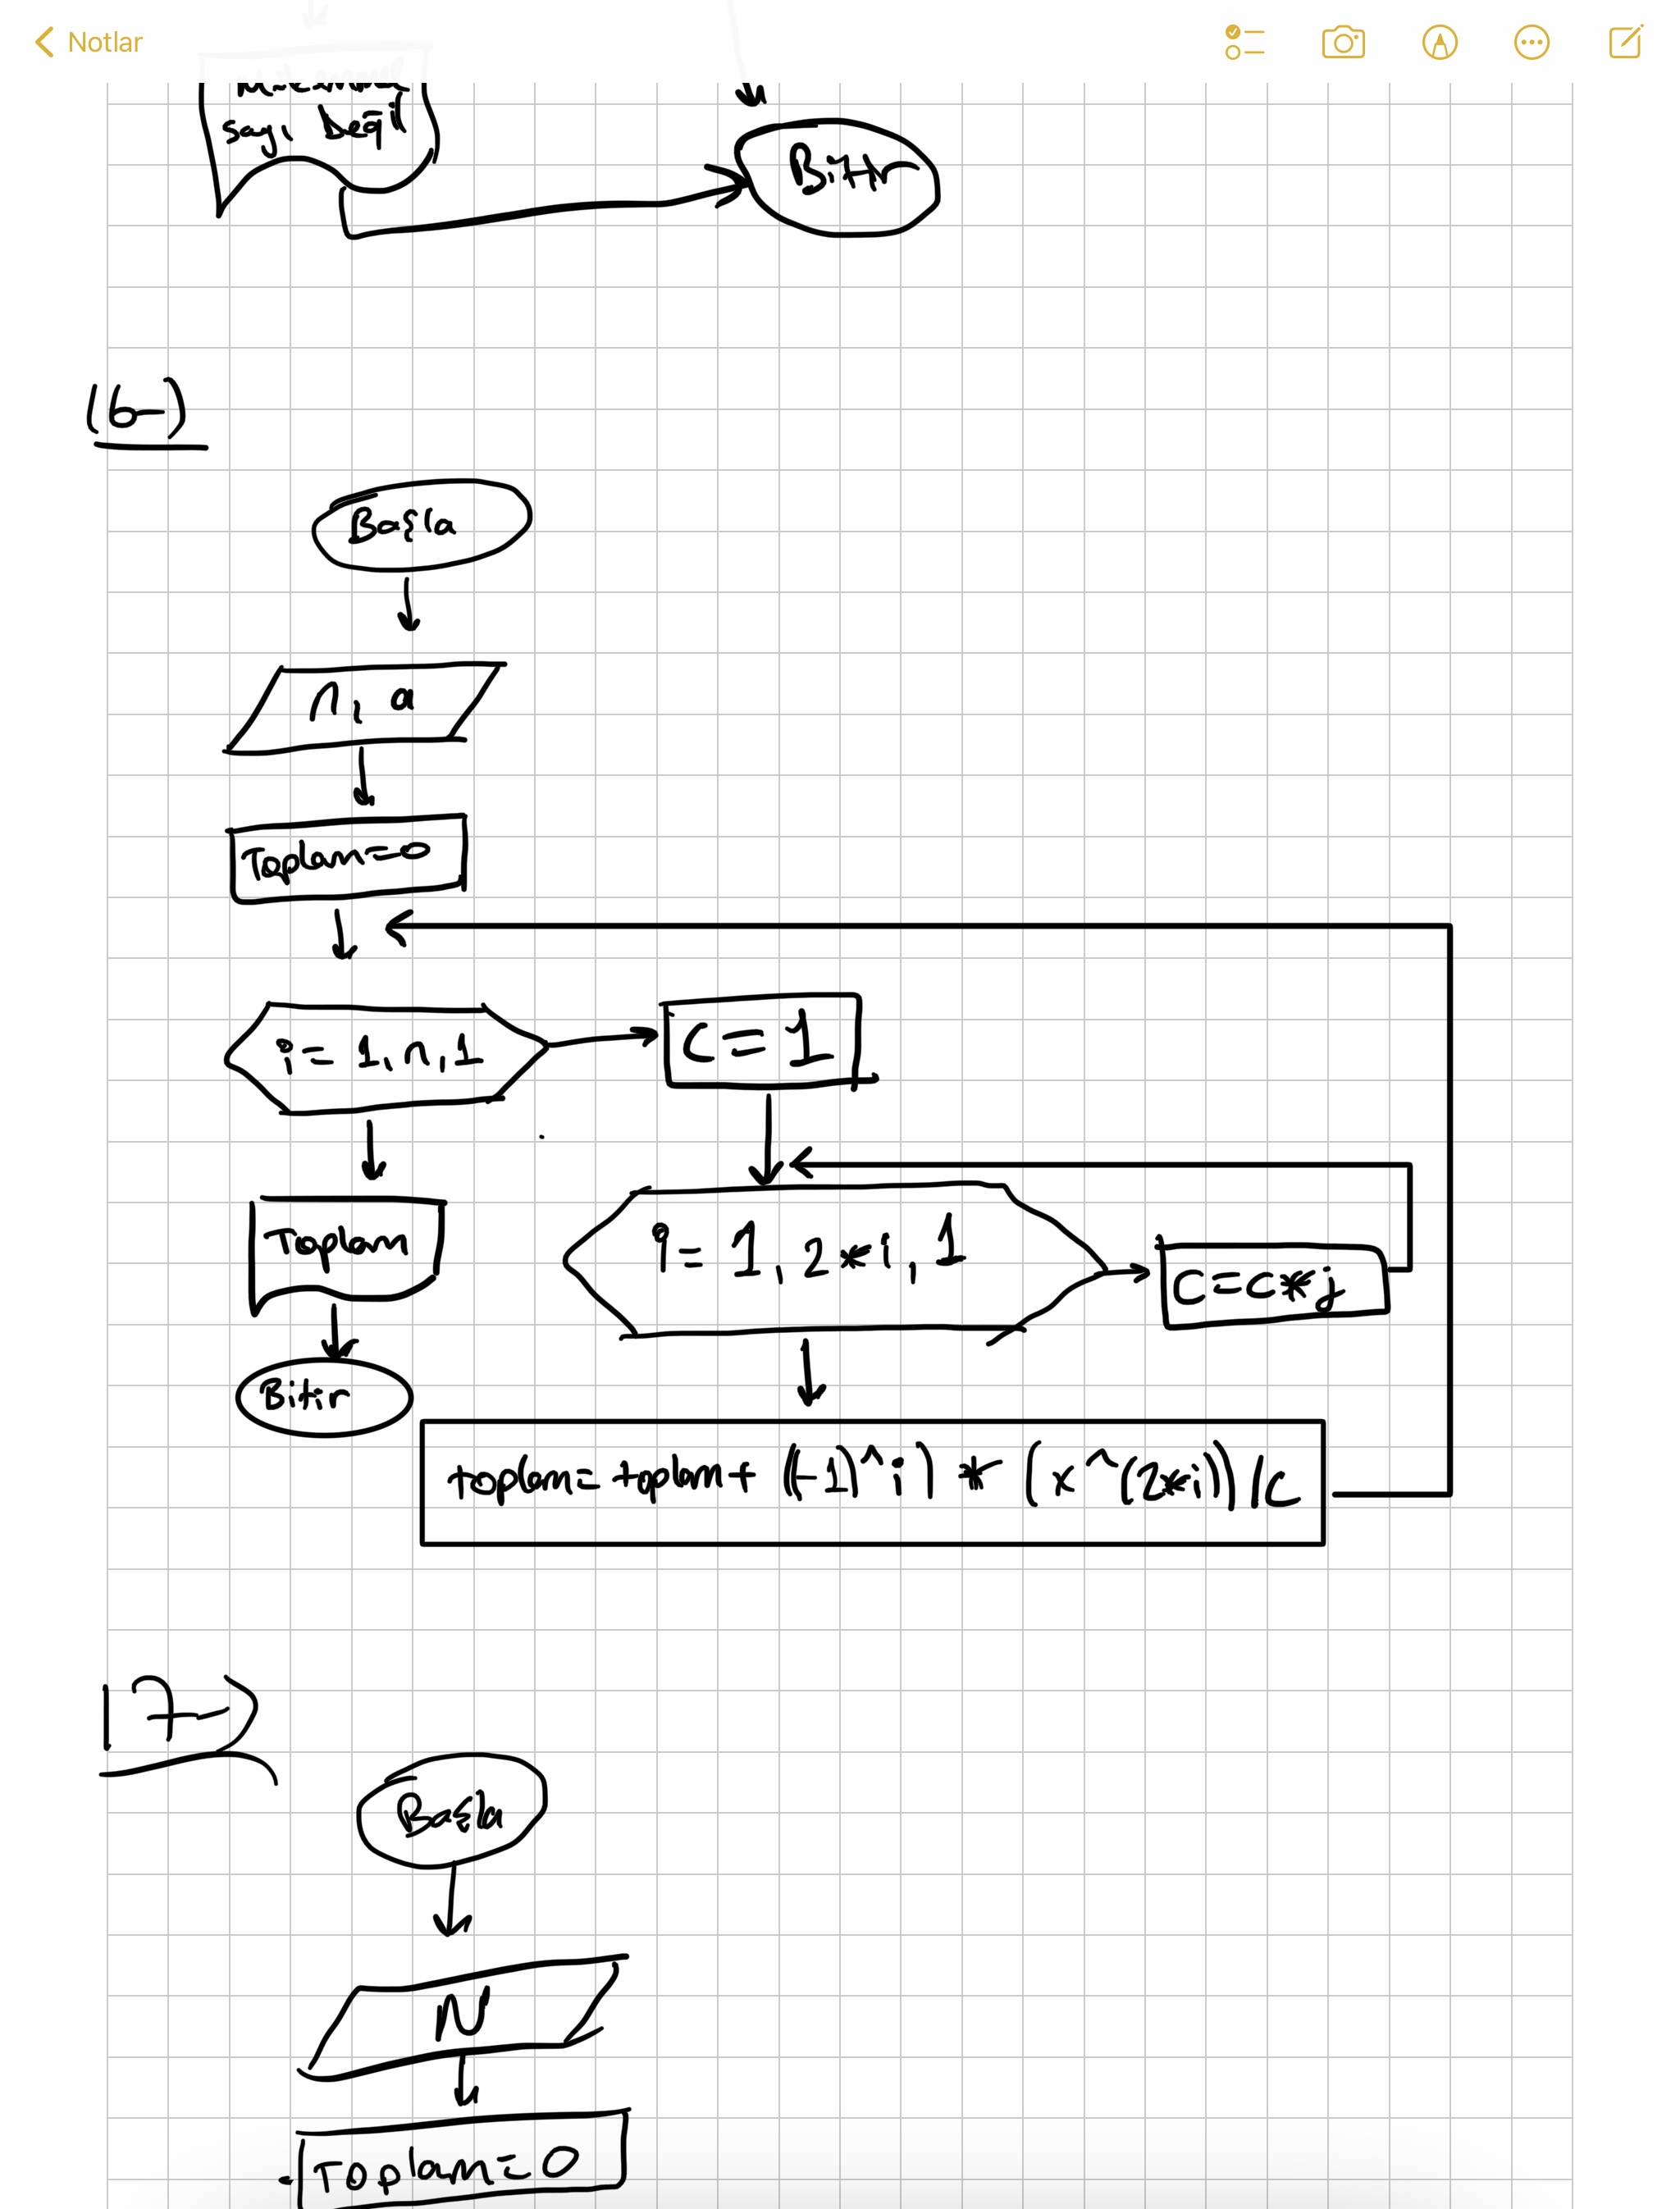 Notlar
sayı Değil
Bitir
16-)
Başla
n, a
Toplam=0
i= 1,n,1
C= 1
Toplam
i= 1, 2*i, 1
C=C*j
Bitir
toplam= toplam+ ((-1)^i) * (x^(2*i))/c
17-)
Başla
N
Toplam=0